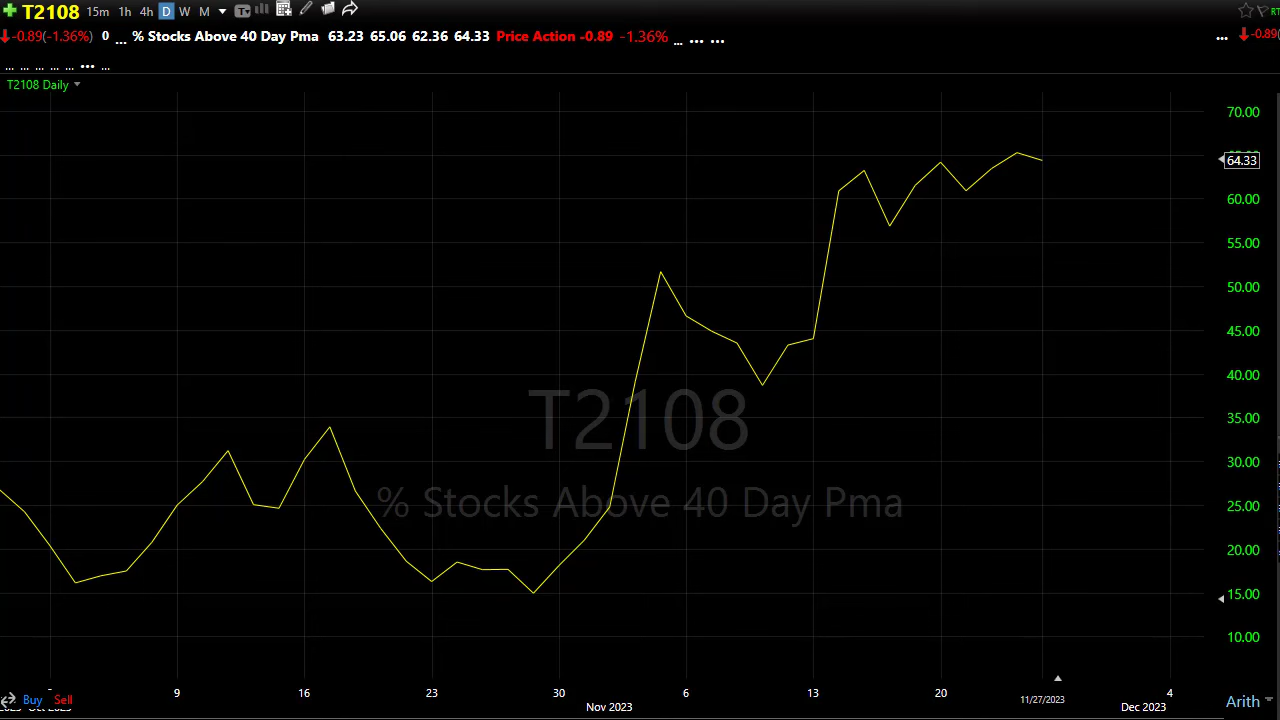 T2108 15m 1h 4h D W M T RT
-0.89(-1.36%) 0 ... % Stocks Above 40 Day Pma 63.23 65.06 62.36 64.33 Price Action -0.89 -1.36% ... ... ... ... -0.89(
... ... ... ... ... ... ...
T2108 Daily
70.00
64.33
60.00
55.00
50.00
45.00
40.00
T2108
35.00
30.00
% Stocks Above 40 Day Pma
25.00
20.00
15.00
10.00
9 16 23 30 6 13 20 11/27/2023 4
Buy Sell Arith
Nov 2023 Dec 2023